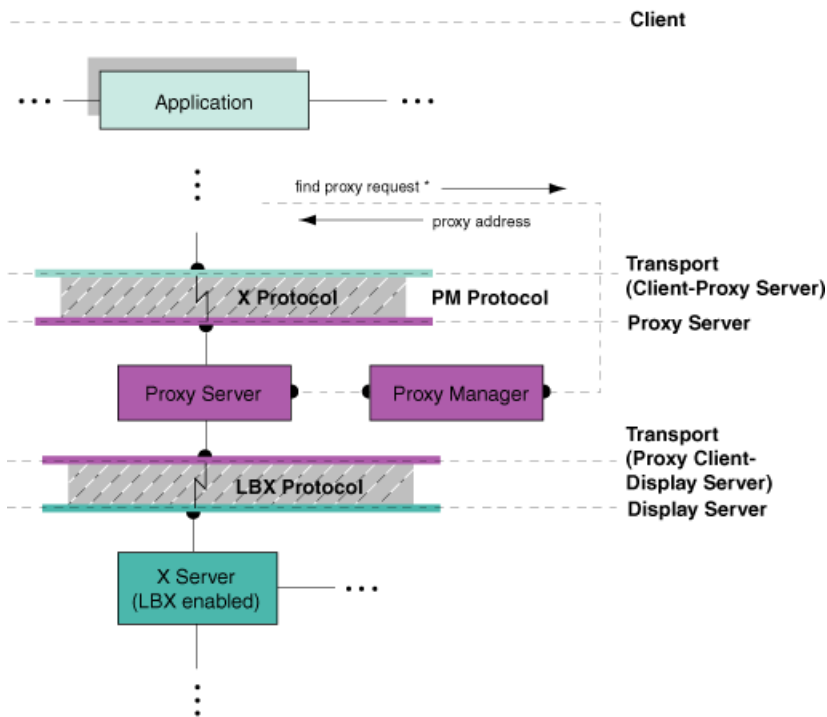 Client
Application
find proxy request *
proxy address
Transport
(Client-Proxy Server)
X Protocol
PM Protocol
Proxy Server
Proxy Server
Proxy Manager
Transport
(Proxy Client-
Display Server)
LBX Protocol
Display Server
X Server
(LBX enabled)